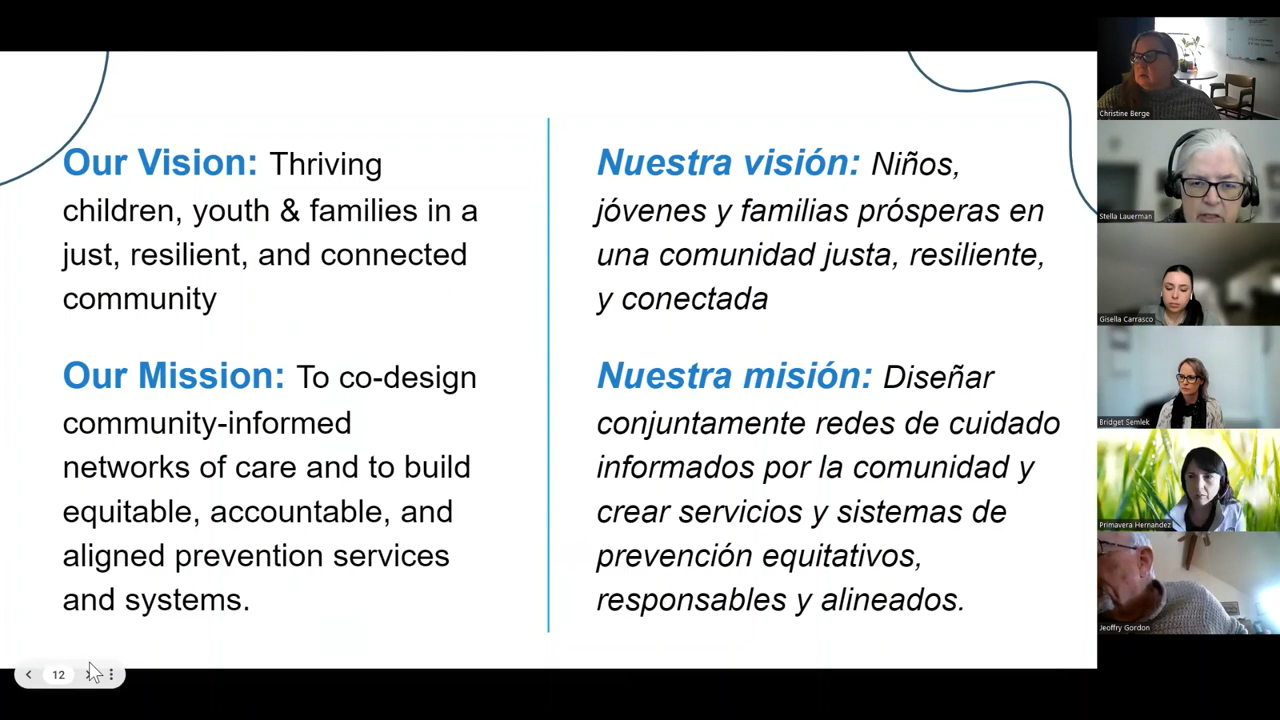 Our Vision: Thriving
children, youth & families in a
just, resilient, and connected
community
Our Mission: To co-design
community-informed
networks of care and to build
equitable, accountable, and
aligned prevention services
and systems.
Nuestra visión: Niños,
jóvenes y familias prósperas en
una comunidad justa, resiliente,
y conectada
Nuestra misión: Diseñar
conjuntamente redes de cuidado
informados por la comunidad y
crear servicios y sistemas de
prevención equitativos,
responsables y alineados.
12
Christine Berge
Stella Lauerman
Gisella Carrasco
Bridget Semlek
Primavera Hernandez
Jeoffry Gordon